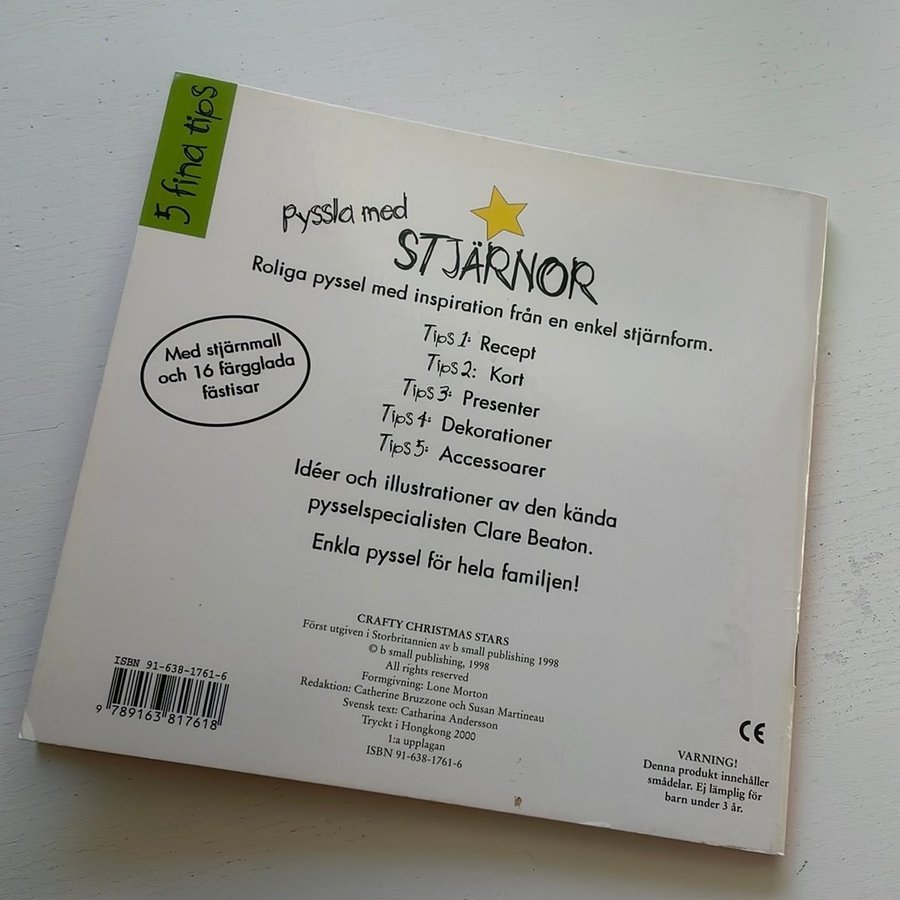 5 fina tips
pyssla med
STJÄRNOR
Roliga pyssel med inspiration från en enkel stjärnform.
Med stjärnmall
och 16 färgglada
fästisar
Tips 1: Recept
Tips 2: Kort
Tips 3: Presenter
Tips 4: Dekorationer
Tips 5: Accessoarer
Idéer och illustrationer av den kända
pysselspecialisten Clare Beaton.
Enkla pyssel för hela familjen!
CRAFTY CHRISTMAS STARS
Först utgiven i Storbritannien av b small publishing 1998
© b small publishing, 1998
All rights reserved
Formgivning: Lone Morton
Redaktion: Catherine Bruzzone och Susan Martineau
Svensk text: Catharina Andersson
Tryckt i Hongkong 2000
1:a upplagan
ISBN 91-638-1761-6
ISBN 91-638-1761-6
9 789163 817618
CE
VARNING!
Denna produkt innehåller
smådelar. Ej lämplig för
barn under 3 år.